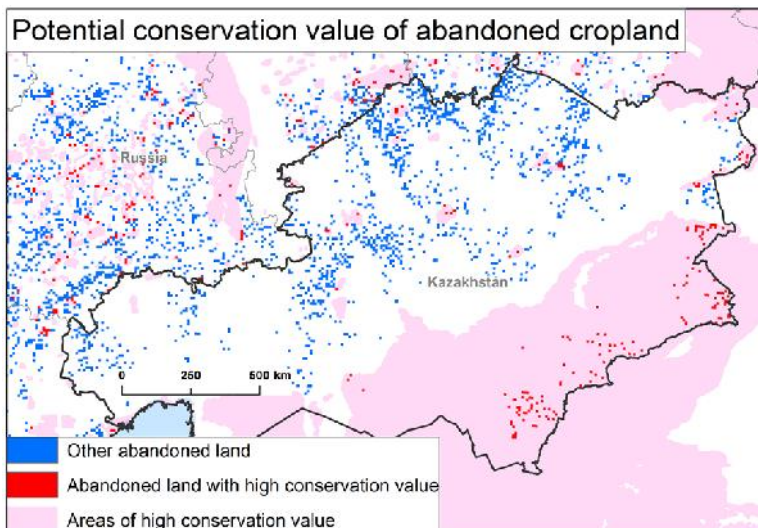 Potential conservation value of abandoned cropland
Russia
Kazakhstan
0 250 500 km
Other abandoned land
Abandoned land with high conservation value
Areas of high conservation value